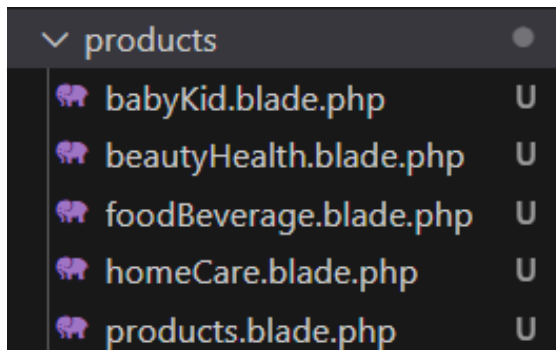 products
babyKid.blade.php U
beautyHealth.blade.php U
foodBeverage.blade.php U
homeCare.blade.php U
products.blade.php U